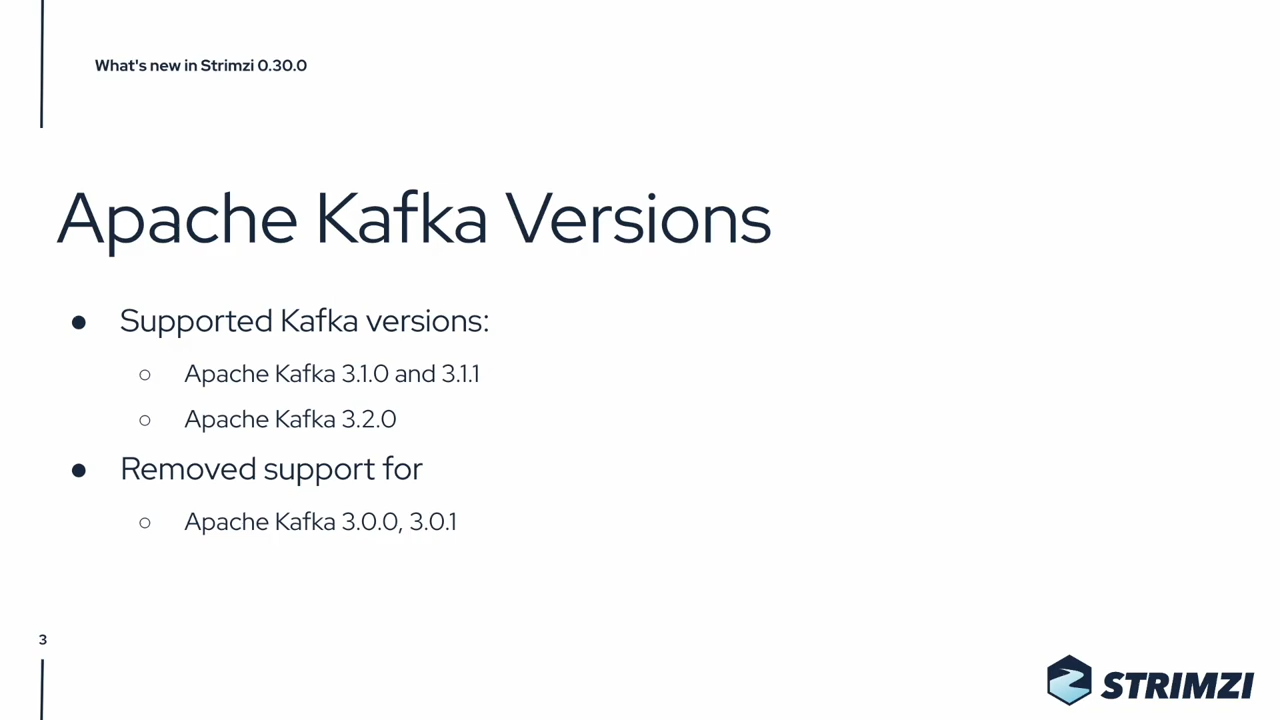 What's new in Strimzi 0.30.0
Apache Kafka Versions
● Supported Kafka versions:
○ Apache Kafka 3.1.0 and 3.1.1
○ Apache Kafka 3.2.0
● Removed support for
○ Apache Kafka 3.0.0, 3.0.1
3
STRIMZI